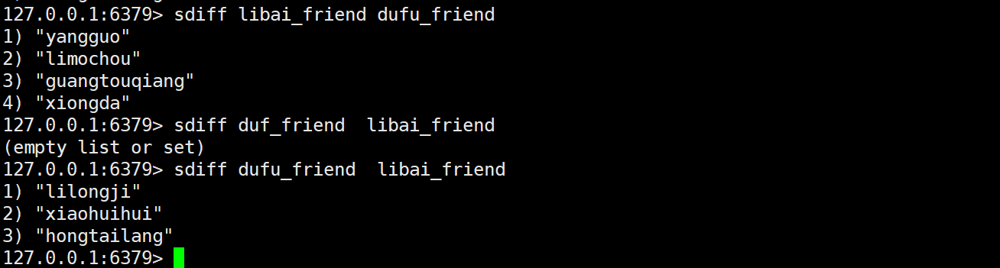 127.0.0.1:6379> sdiff libai_friend dufu_friend
1) "yangguo"
2) "limochou"
3) "guangtouqiang"
4) "xiongda"
127.0.0.1:6379> sdiff duf_friend  libai_friend
(empty list or set)
127.0.0.1:6379> sdiff dufu_friend  libai_friend
1) "lilongji"
2) "xiaohuihui"
3) "hongtailang"
127.0.0.1:6379>